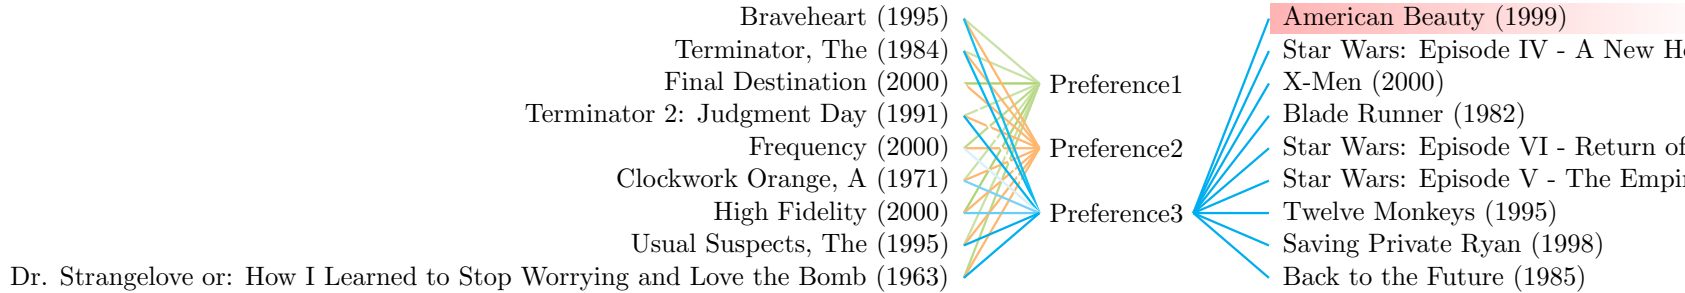 Braveheart (1995)
Terminator, The (1984)
Final Destination (2000)
Terminator 2: Judgment Day (1991)
Frequency (2000)
Clockwork Orange, A (1971)
High Fidelity (2000)
Usual Suspects, The (1995)
Dr. Strangelove or: How I Learned to Stop Worrying and Love the Bomb (1963)
Preference1
Preference2
Preference3
American Beauty (1999)
Star Wars: Episode IV - A New
X-Men (2000)
Blade Runner (1982)
Star Wars: Episode VI - Return of
Star Wars: Episode V - The
Twelve Monkeys (1995)
Saving Private Ryan (1998)
Back to the Future (1985)